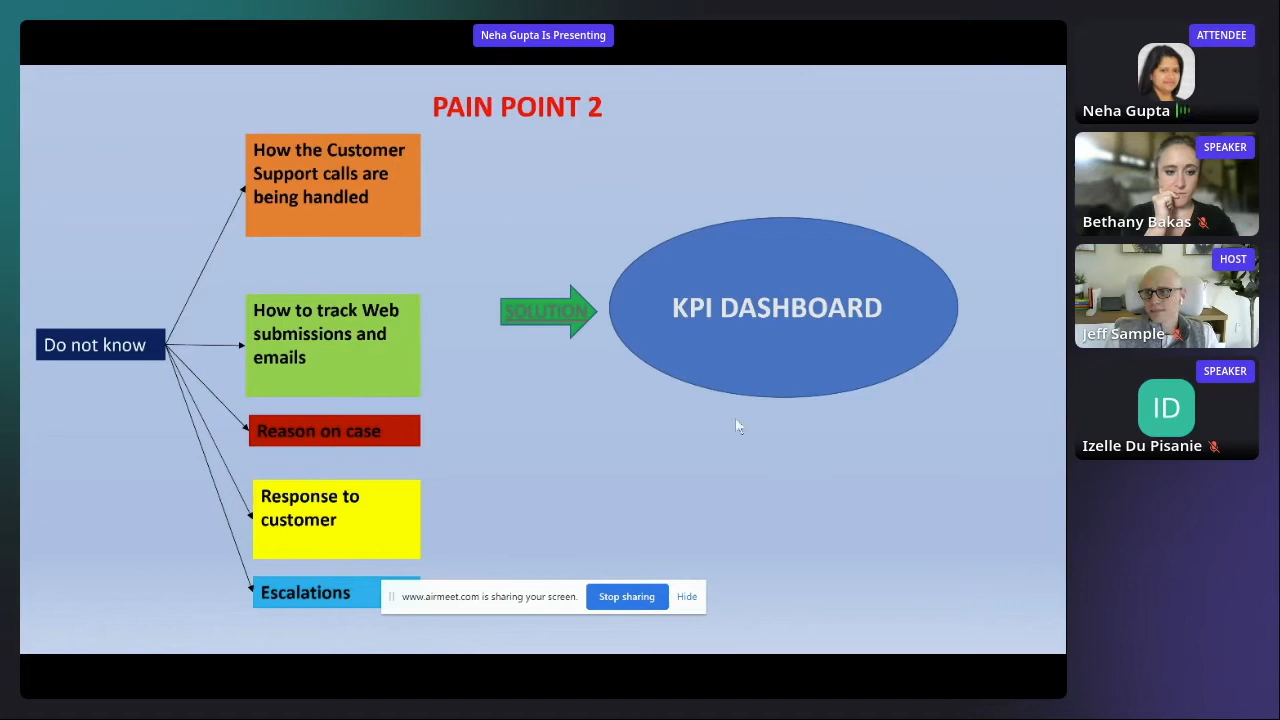 Neha Gupta Is Presenting
PAIN POINT 2
How the Customer
Support calls are
being handled
How to track Web
submissions and
emails
Do not know
Reason on case
Response to
customer
Escalations
SOLUTION
KPI DASHBOARD
www.airmeet.com is sharing your screen.
Stop sharing
Hide
ATTENDEE
Neha Gupta
SPEAKER
Bethany Bakas
HOST
Jeff Sample
SPEAKER
ID
Izelle Du Pisanie